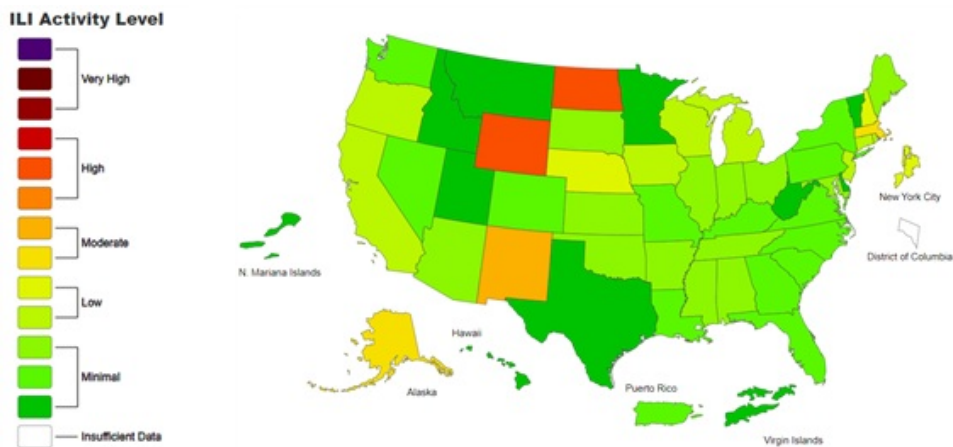 ILI Activity Level
Very High
High
Moderate
Low
Minimal
Insufficient Data
New York City
District of Columbia
N. Mariana Islands
Hawaii
Alaska
Puerto Rico
Virgin Islands